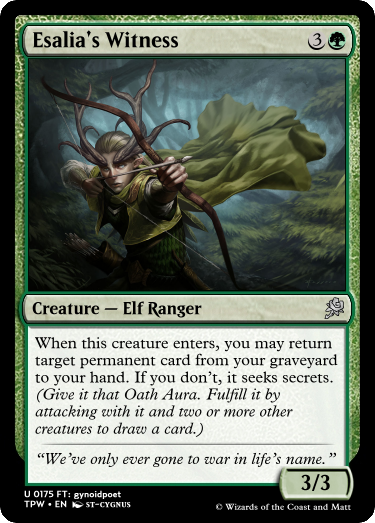 Esalia's Witness 3
Creature — Elf Ranger
When this creature enters, you may return
target permanent card from your graveyard
to your hand. If you don't, it seeks secrets.
(Give it that Oath Aura. Fulfill it by
attacking with it and two or more other
creatures to draw a card.)
"We've only ever gone to war in life's name."
3/3
U 0175 FT: gynoidpoet
TPW • EN ST-CYGNUS
© Wizards of the Coast and Matt